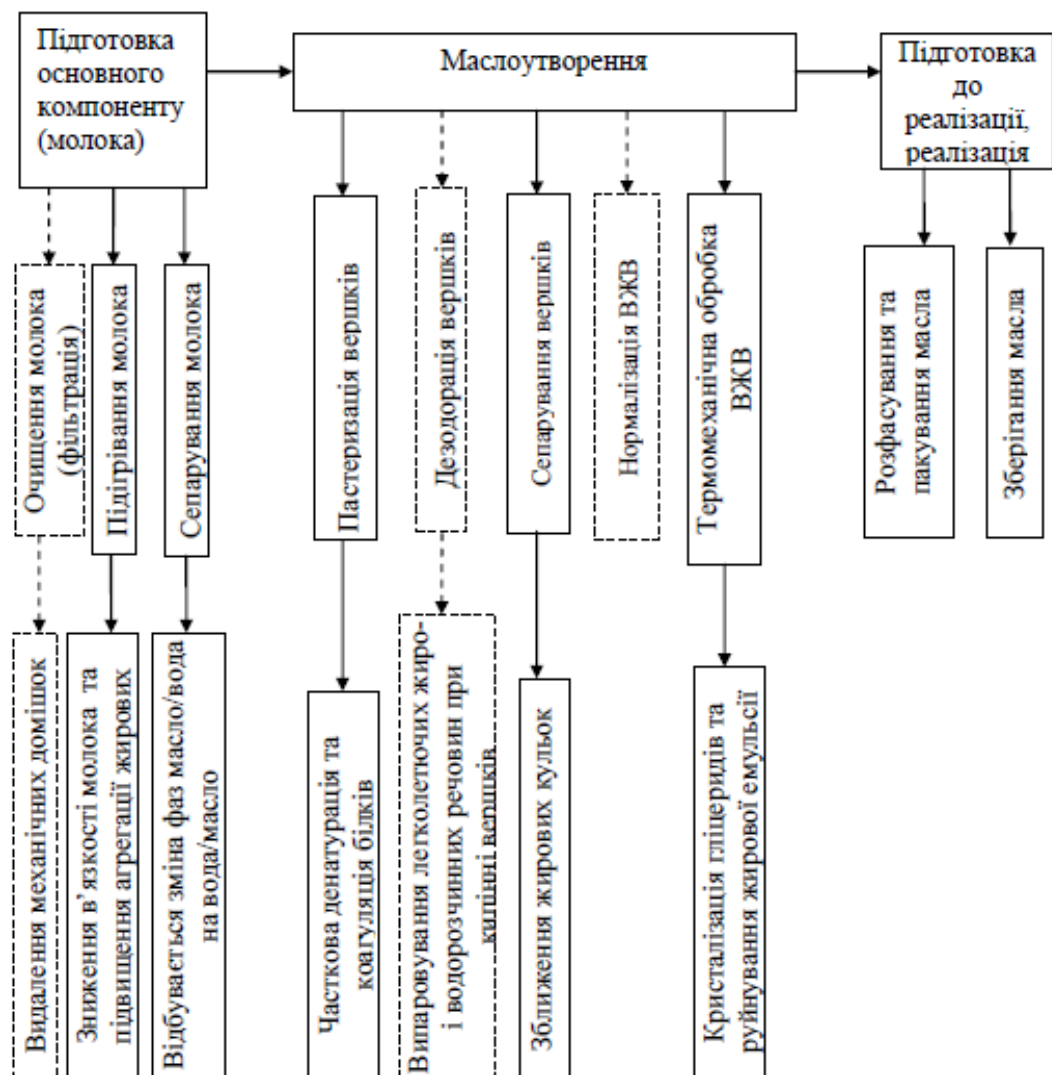 Підготовка
основного
компоненту
(молока)
Маслоутворення
Підготовка
до
реалізації,
реалізація
Очищення молока
(фільтрація)
Підігрівання молока
Сепарування молока
Пастеризація вершків
Дезодорація вершків
Сепарування вершків
Нормалізація ВЖВ
Термомеханічна обробка
ВЖВ
Розфасування та
пакування масла
Зберігання масла
Видалення механічних домішок
Зниження в’язкості молока та
підвищення агрегації жирових
Відбувається зміна фаз масло/вода
на вода/масло
Часткова денатурація та
коагуляція білків
Випаровування легколетючих жиро-
і водорозчинних речовин при
кипінні вершків
Зближення жирових кульок
Кристалізація гліцеридів та
руйнування жирової емульсії